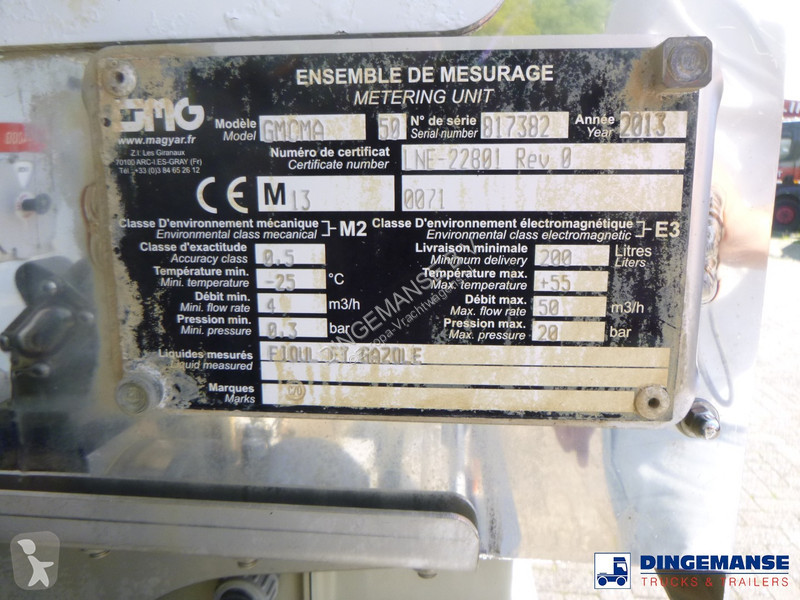 ENSEMBLE DE MESURAGE
METERING UNIT
GMG
www.magyar.fr
Z.I. Les Giranaux
70100 ARC-LES-GRAY (Fr)
Tél.: +33 (0)3 84 65 26 12
Modèle
Model
GMCMA 50
N° de série
Serial number
017382
Année
Year
2013
Numéro de certificat
Certificate number
LNE-22801 Rev 0
CE M 13 0071
Classe D'environnement mécanique
Environmental class mecanical
M2
Classe D'environnement électromagnétique
Environmental class electromagnetic
E3
Classe d'exactitude
Accuracy class
0.5
Livraison minimale
Minimum delivery
200
Litres
Liters
Température min.
Mini. temperature
-25 °C
Température max.
Max. temperature
+55
Débit min.
Mini. flow rate
4 m3/h
Débit max.
Max. flow rate
50 m3/h
Pression min.
Mini. pressure
0.3 bar
Pression max.
Max. pressure
20 bar
Liquides mesurés
Liquid measured
FIOUL ET GAZOLE
Marques
Marks
DINGEMANSE
TRUCKS & TRAILERS